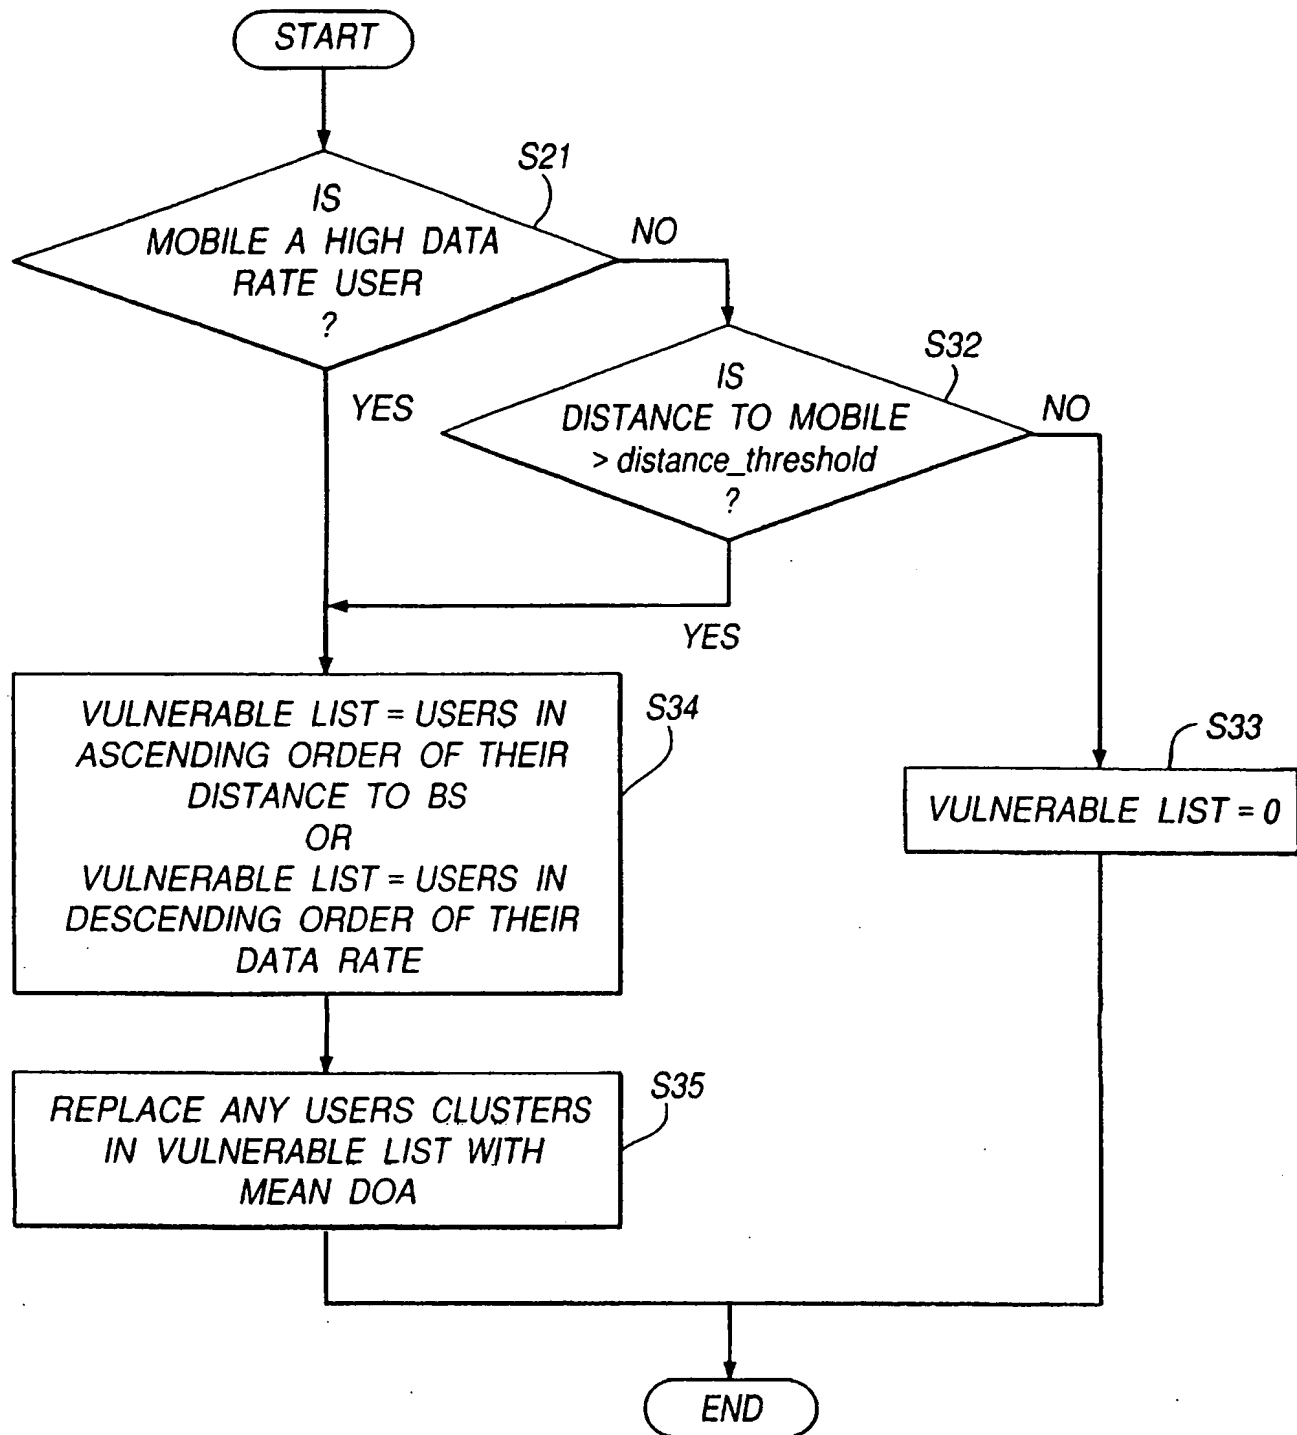 START
S21
IS
MOBILE A HIGH DATA
RATE USER
?
NO
YES
S32
IS
DISTANCE TO MOBILE
> distance_threshold
?
NO
YES
S34
VULNERABLE LIST = USERS IN
ASCENDING ORDER OF THEIR
DISTANCE TO BS
OR
VULNERABLE LIST = USERS IN
DESCENDING ORDER OF THEIR
DATA RATE
S33
VULNERABLE LIST = 0
S35
REPLACE ANY USERS CLUSTERS
IN VULNERABLE LIST WITH
MEAN DOA
END